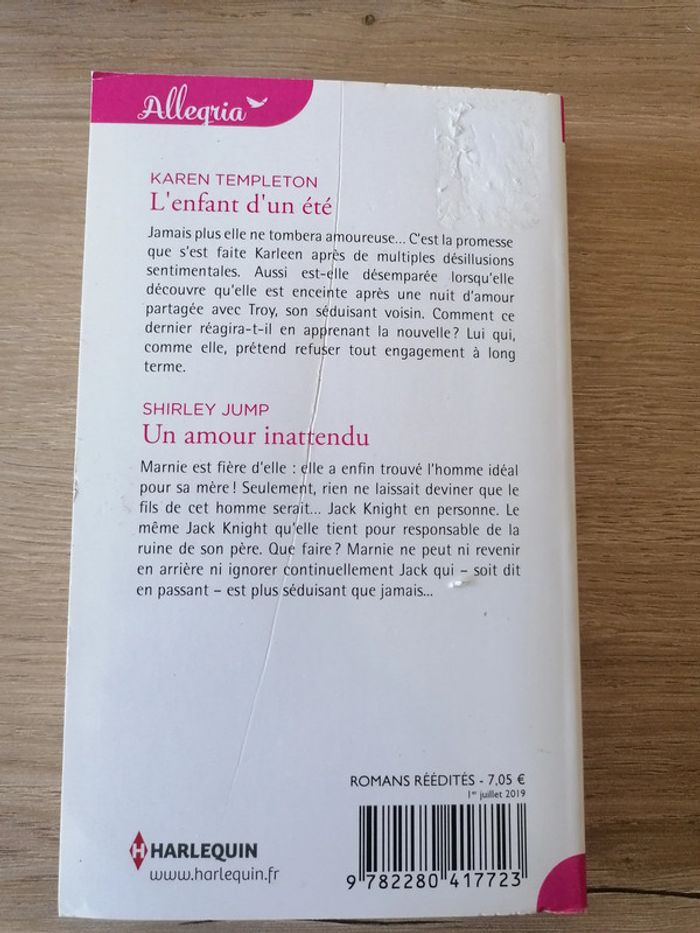 Allegria
KAREN TEMPLETON
L'enfant d'un été
Jamais plus elle ne tombera amoureuse... C'est la promesse
que s'est faite Karleen après de multiples désillusions
sentimentales. Aussi est-elle désemparée lorsqu'elle
découvre qu'elle est enceinte après une nuit d'amour
partagée avec Troy, son séduisant voisin. Comment ce
dernier réagira-t-il en apprenant la nouvelle ? Lui qui,
comme elle, prétend refuser tout engagement à long
terme.
SHIRLEY JUMP
Un amour inattendu
Marnie est fière d'elle : elle a enfin trouvé l'homme idéal
pour sa mère ! Seulement, rien ne laissait deviner que le
fils de cet homme serait... Jack Knight en personne. Le
même Jack Knight qu'elle tient pour responsable de la
ruine de son père. Que faire ? Marnie ne peut ni revenir
en arrière ni ignorer continuellement Jack qui – soit dit
en passant – est plus séduisant que jamais...
ROMANS RÉÉDITÉS - 7,05 €
1er juillet 2019
H HARLEQUIN
www.harlequin.fr
9 782280 417723